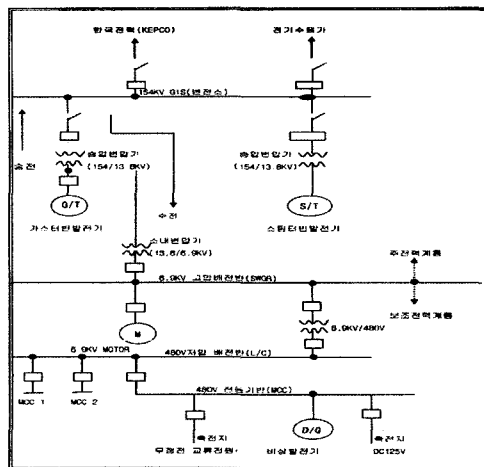 한국전력(KEPCO)
전기수용가
154KV GIS(변전소)
승압변압기
(154/13.8KV)
승압변압기
(154/13.8KV)
송전
G/T
수전
S/T
가스터빈발전기
스팀터빈발전기
소내변압기
(13.8/6.9KV)
주전력계통
6.9KV 고압배전반(SWGR)
보조전력계통
6.9KV/480V
M
6.9KV MOTOR
480V저압 배전반(L/C)
MCC 1
MCC 2
480V 전동기반(MCC)
축전지
무정전 교류전원
D/G
비상발전기
축전지
DC125V